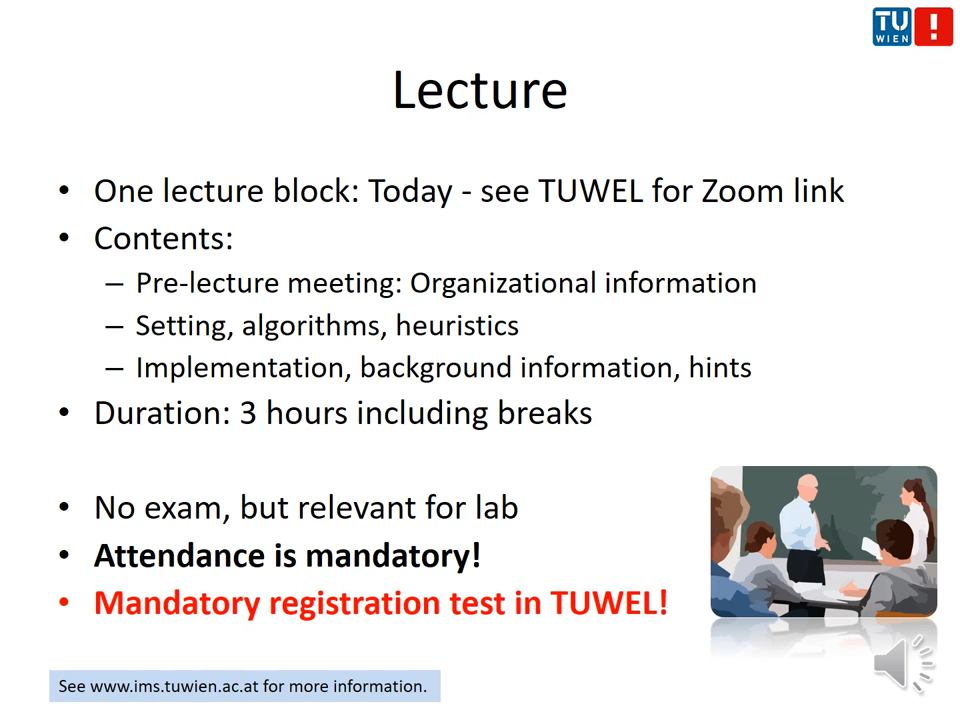 TU
WIEN
!
Lecture
• One lecture block: Today - see TUWEL for Zoom link
• Contents:
– Pre-lecture meeting: Organizational information
– Setting, algorithms, heuristics
– Implementation, background information, hints
• Duration: 3 hours including breaks
• No exam, but relevant for lab
• Attendance is mandatory!
• Mandatory registration test in TUWEL!
See www.ims.tuwien.ac.at for more information.